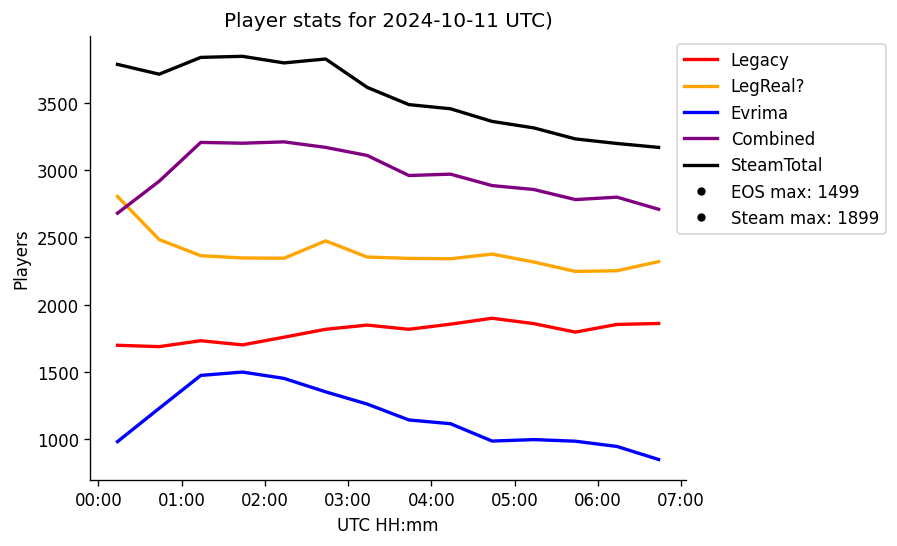 Player stats for 2024-10-11 UTC)
Legacy
LegReal?
Evrima
Combined
SteamTotal
EOS max: 1499
Steam max: 1899
Players
3500
3000
2500
2000
1500
1000
00:00 01:00 02:00 03:00 04:00 05:00 06:00 07:00
UTC HH:mm